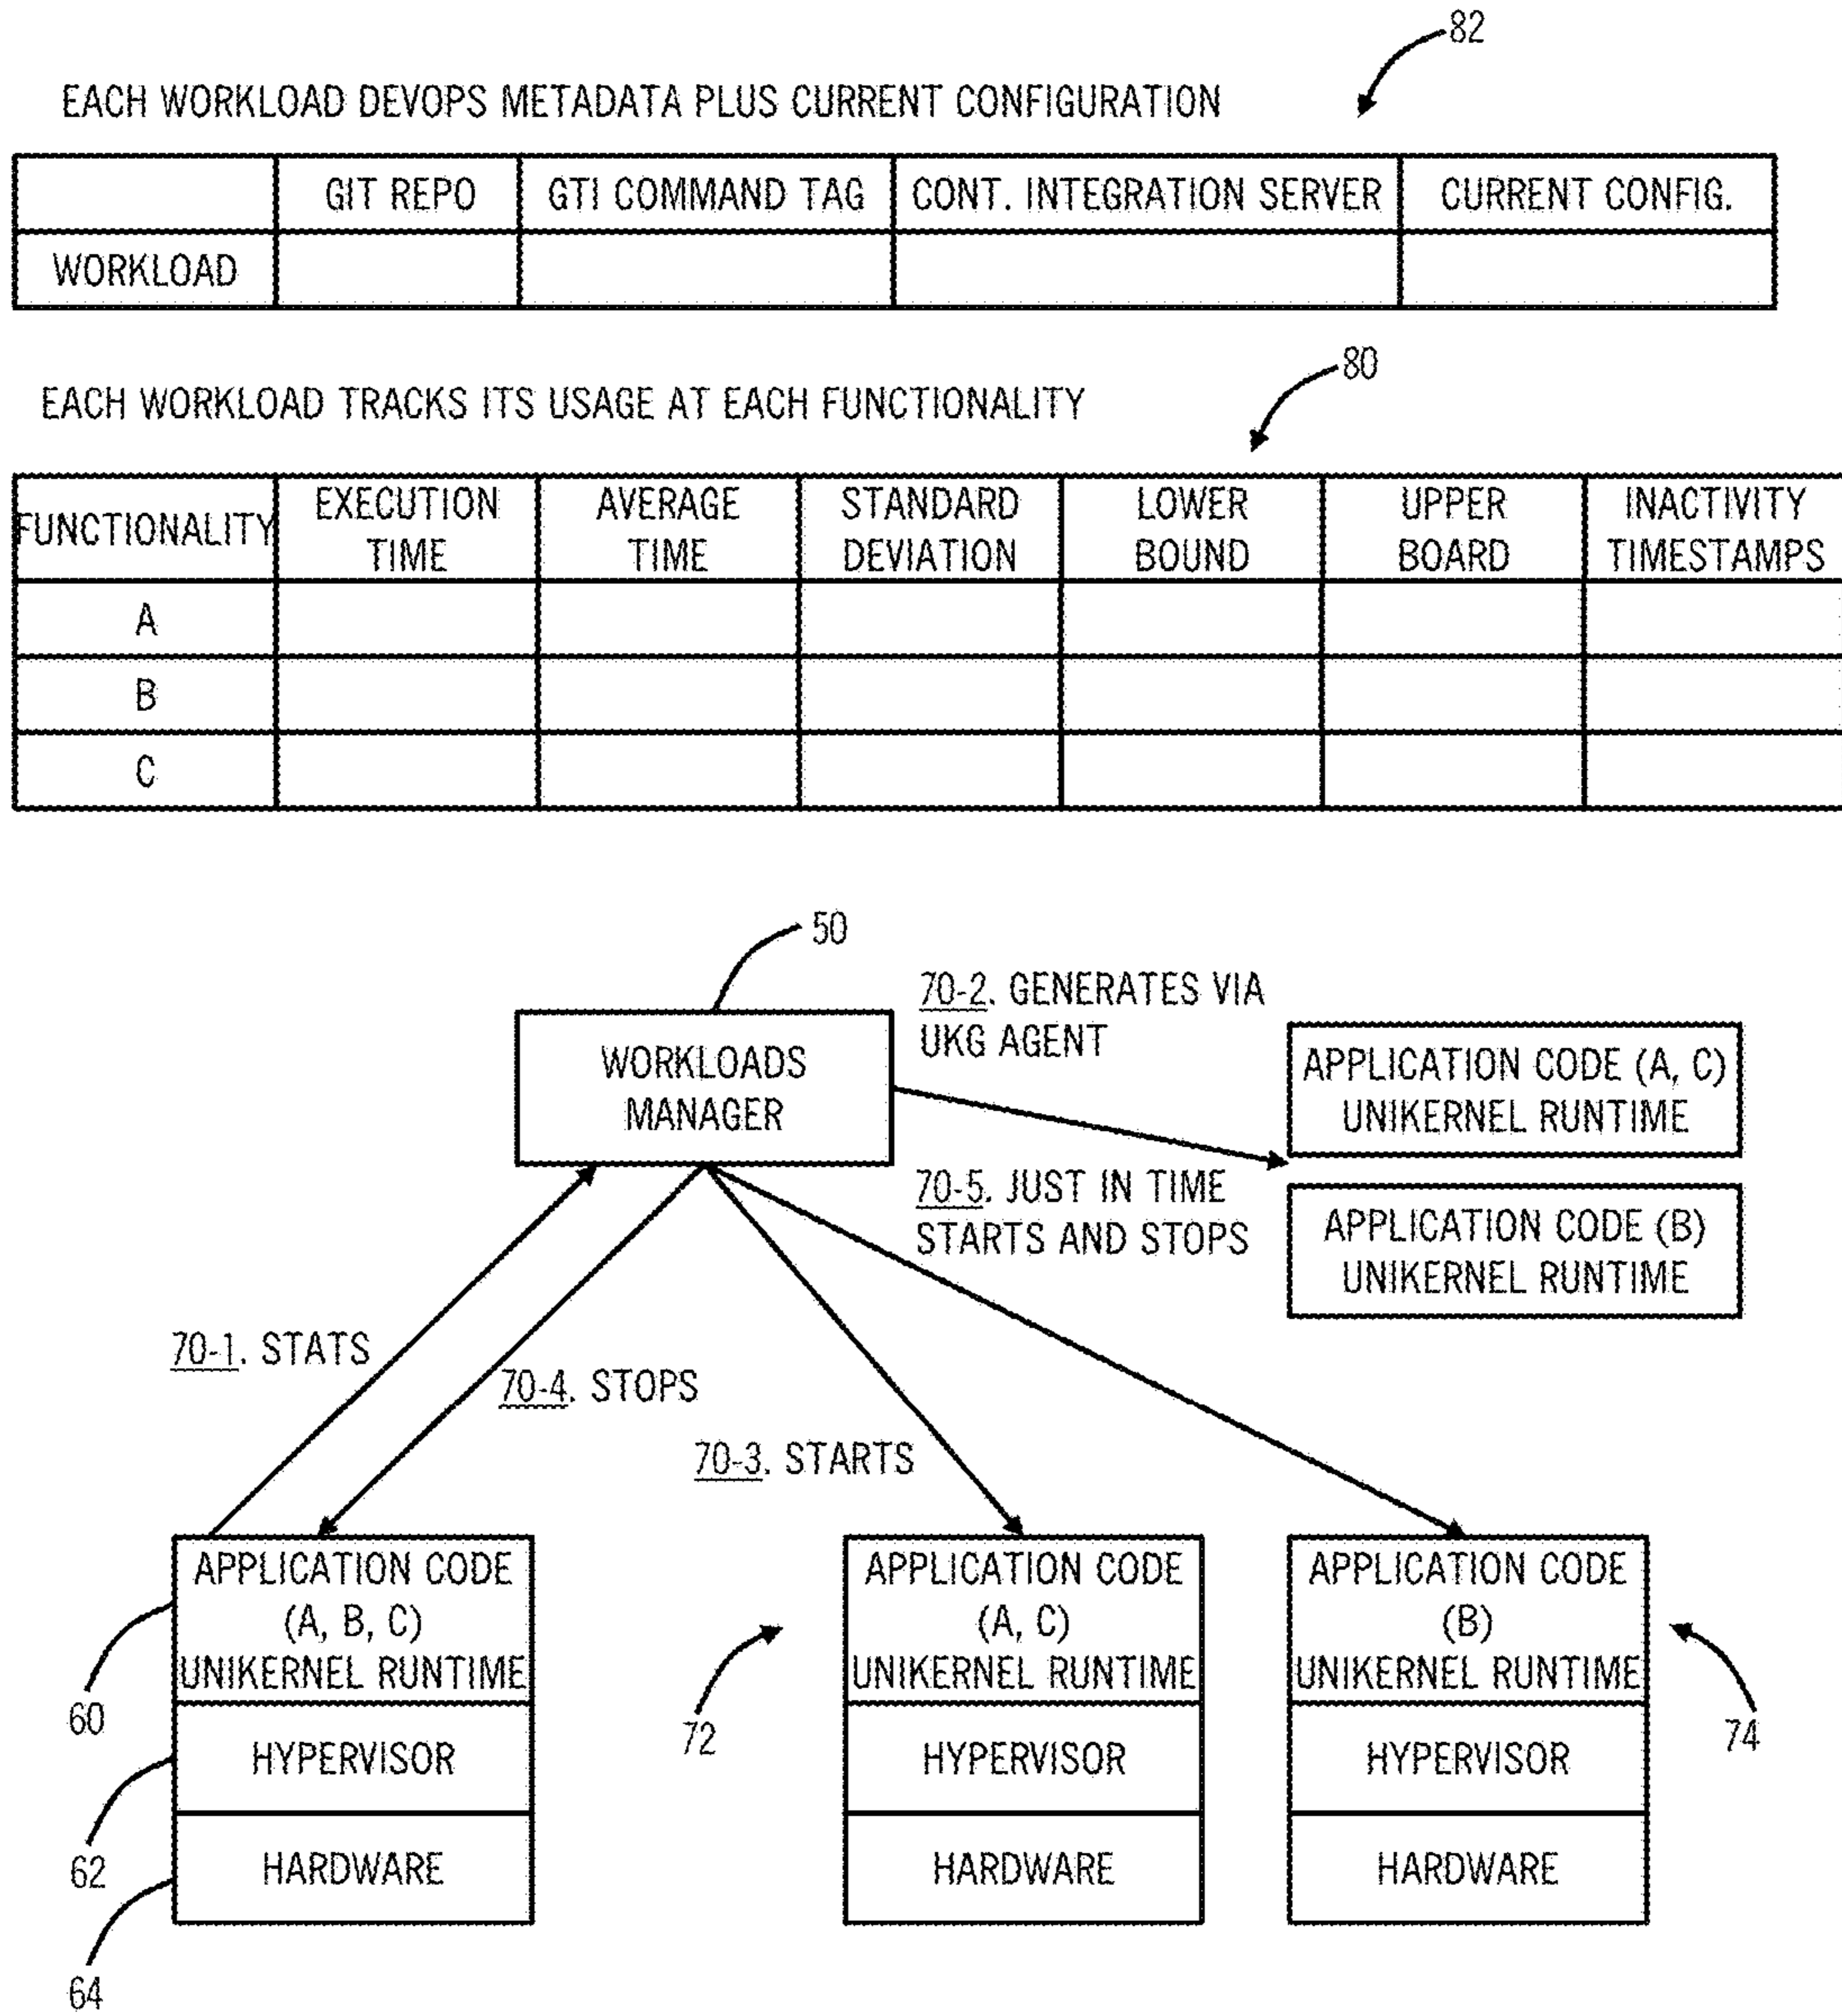 82
EACH WORKLOAD DEVOPS METADATA PLUS CURRENT CONFIGURATION
GIT REPO GTI COMMAND TAG CONT. INTEGRATION SERVER CURRENT CONFIG.
WORKLOAD
80
EACH WORKLOAD TRACKS ITS USAGE AT EACH FUNCTIONALITY
FUNCTIONALITY EXECUTION TIME AVERAGE TIME STANDARD DEVIATION LOWER BOUND UPPER BOARD INACTIVITY TIMESTAMPS
A
B
C
50
WORKLOADS
MANAGER
70-2. GENERATES VIA
UKG AGENT
APPLICATION CODE (A, C)
UNIKERNEL RUNTIME
70-5. JUST IN TIME
STARTS AND STOPS
APPLICATION CODE (B)
UNIKERNEL RUNTIME
70-1. STATS
70-4. STOPS
70-3. STARTS
APPLICATION CODE
(A, B, C)
UNIKERNEL RUNTIME
HYPERVISOR
HARDWARE
60
62
64
APPLICATION CODE
(A, C)
UNIKERNEL RUNTIME
HYPERVISOR
HARDWARE
72
APPLICATION CODE
(B)
UNIKERNEL RUNTIME
HYPERVISOR
HARDWARE
74